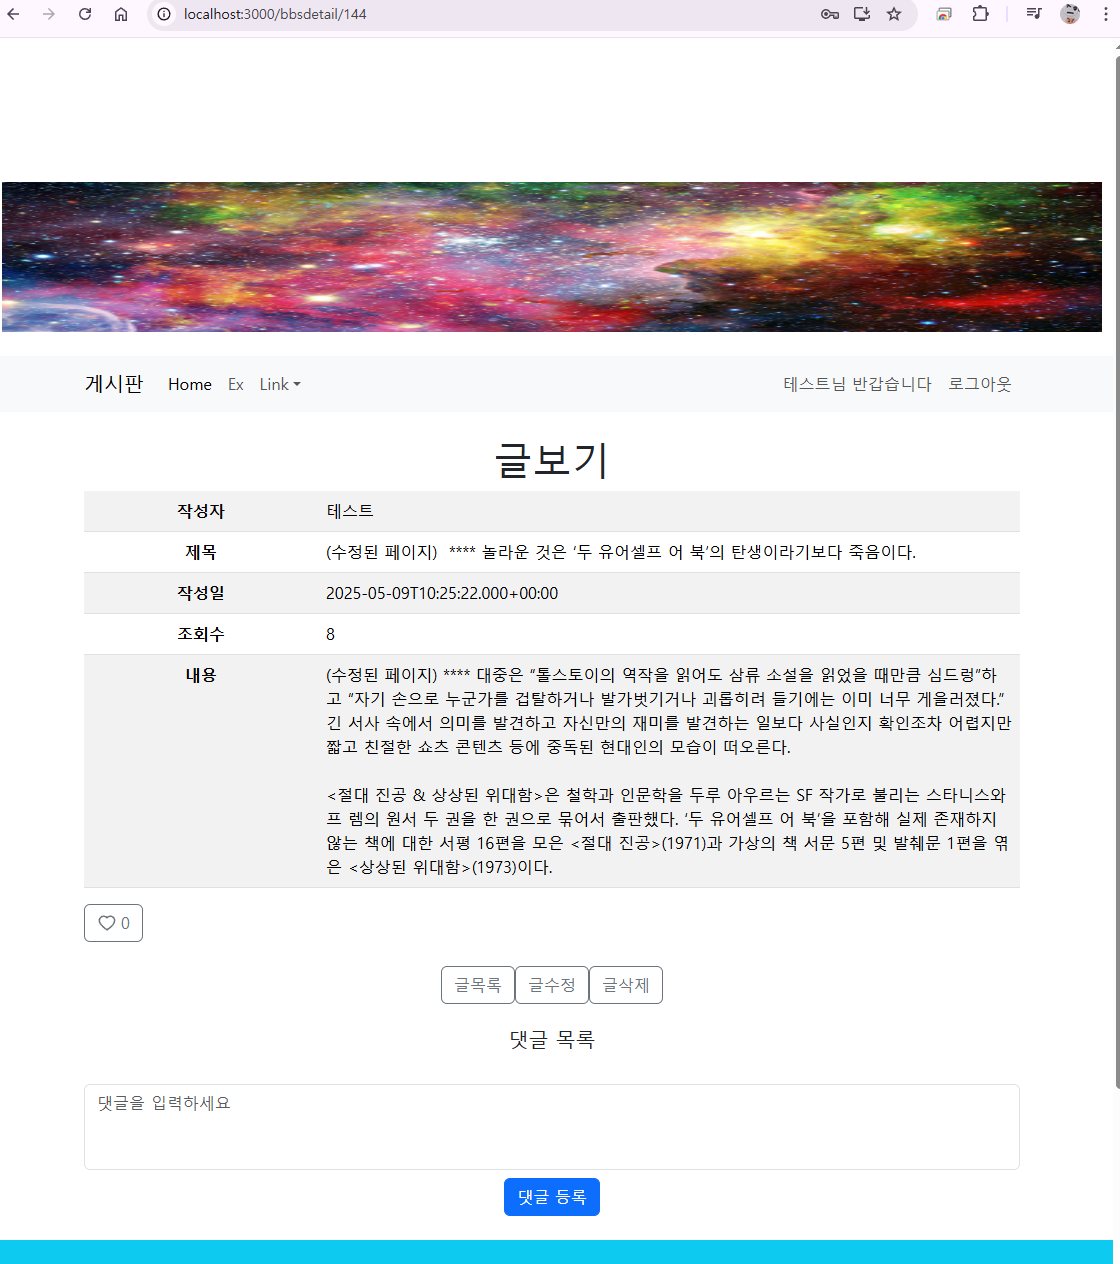 localhost:3000/bbsdetail/144
게시판 Home Ex Link 테스트님 반갑습니다 로그아웃
글보기
작성자 테스트
제목 (수정된 페이지)  **** 놀라운 것은 ‘두 유어셀프 어 북’의 탄생이라기보다 죽음이다.
작성일 2025-05-09T10:25:22.000+00:00
조회수 8
내용 (수정된 페이지) **** 대중은 “톨스토이의 역작을 읽어도 삼류 소설을 읽었을 때만큼 심드렁”하
고 “자기 손으로 누군가를 겁탈하거나 발가벗기거나 괴롭히려 들기에는 이미 너무 게을러졌다.”
긴 서사 속에서 의미를 발견하고 자신만의 재미를 발견하는 일보다 사실인지 확인조차 어렵지만
짧고 친절한 쇼츠 콘텐츠 등에 중독된 현대인의 모습이 떠오른다.
<절대 진공 & 상상된 위대함>은 철학과 인문학을 두루 아우르는 SF 작가로 불리는 스타니스와
프 렘의 원서 두 권을 한 권으로 묶어서 출판했다. ‘두 유어셀프 어 북’을 포함해 실제 존재하지
않는 책에 대한 서평 16편을 모은 <절대 진공>(1971)과 가상의 책 서문 5편 및 발췌문 1편을 엮
은 <상상된 위대함>(1973)이다.
0
글목록 글수정 글삭제
댓글 목록
댓글을 입력하세요
댓글 등록